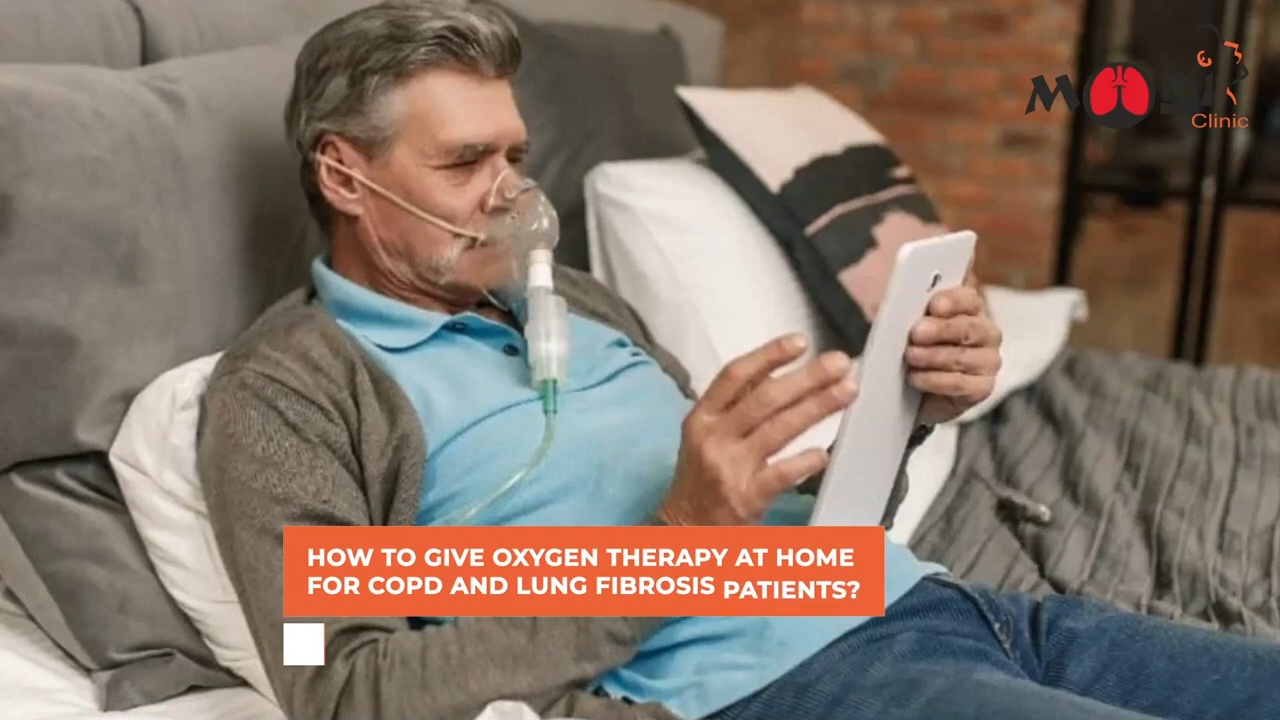 Clinic
HOW TO GIVE OXYGEN THERAPY AT HOME
FOR COPD AND LUNG FIBROSIS PATIENTS?